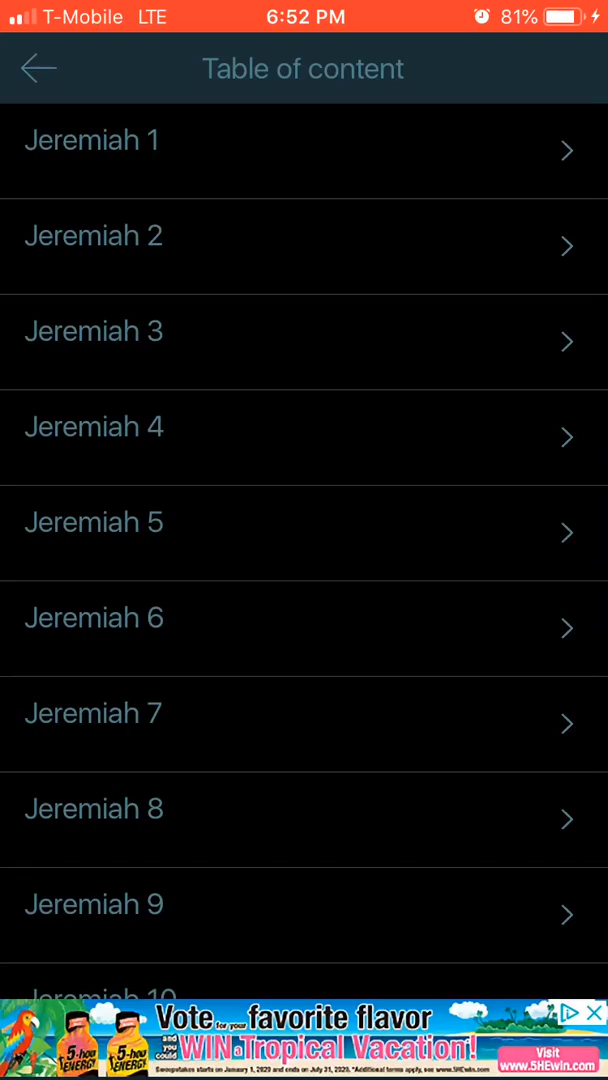 T-Mobile LTE 6:52 PM 81%
Table of content
Jeremiah 1
Jeremiah 2
Jeremiah 3
Jeremiah 4
Jeremiah 5
Jeremiah 6
Jeremiah 7
Jeremiah 8
Jeremiah 9
Jeremiah 10
Vote for your favorite flavor
and you could WIN a Tropical Vacation!
5-hour ENERGY
5-hour ENERGY
Visit
www.5HEwin.com